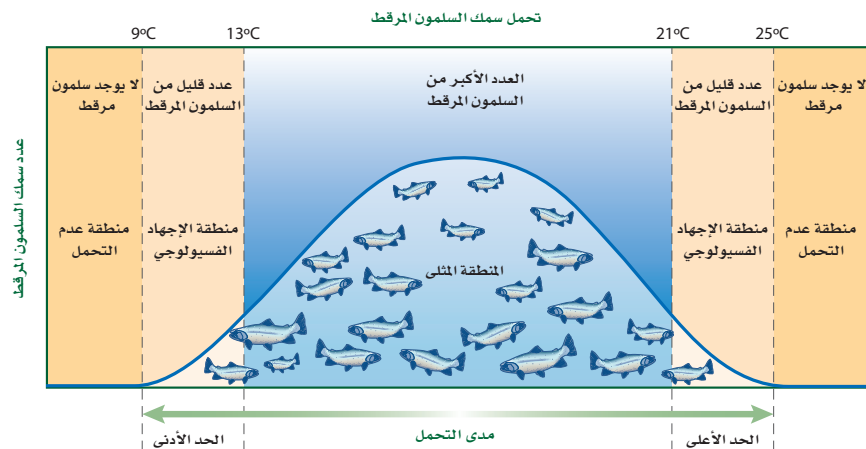 تحمل سمك السلمون المرقط
9ºC 13ºC 21ºC 25ºC
لا يوجد سلمون
مرقط
عدد قليل من
السلمون المرقط
العدد الأكبر من
السلمون المرقط
عدد قليل من
السلمون المرقط
لا يوجد سلمون
مرقط
عدد سمك السلمون المرقط
منطقة عدم
التحمل
منطقة الإجهاد
الفسيولوجي
المنطقة المثلى
منطقة الإجهاد
الفسيولوجي
منطقة عدم
التحمل
الحد الأدنى
مدى التحمل
الحد الأعلى